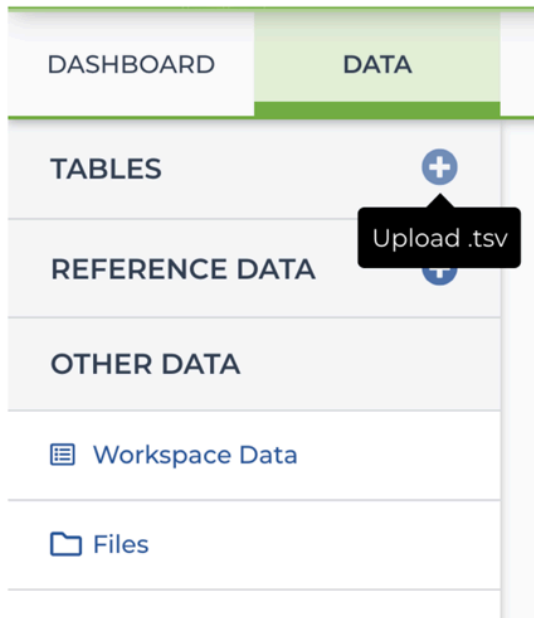 DASHBOARD DATA
TABLES
Upload .tsv
REFERENCE DATA
OTHER DATA
Workspace Data
Files